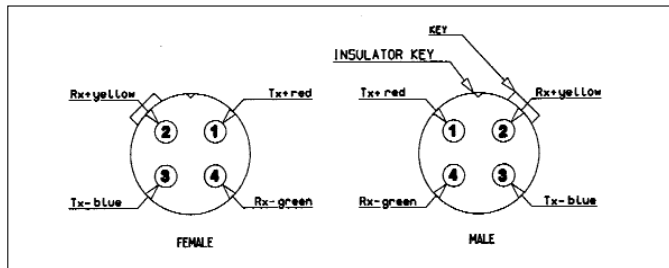 KEY
INSULATOR KEY
Rx+yellow
Tx+red
2
1
3
4
Tx-blue
Rx-green
FEMALE
Tx+red
Rx+yellow
1
2
4
3
Rx-green
Tx-blue
MALE